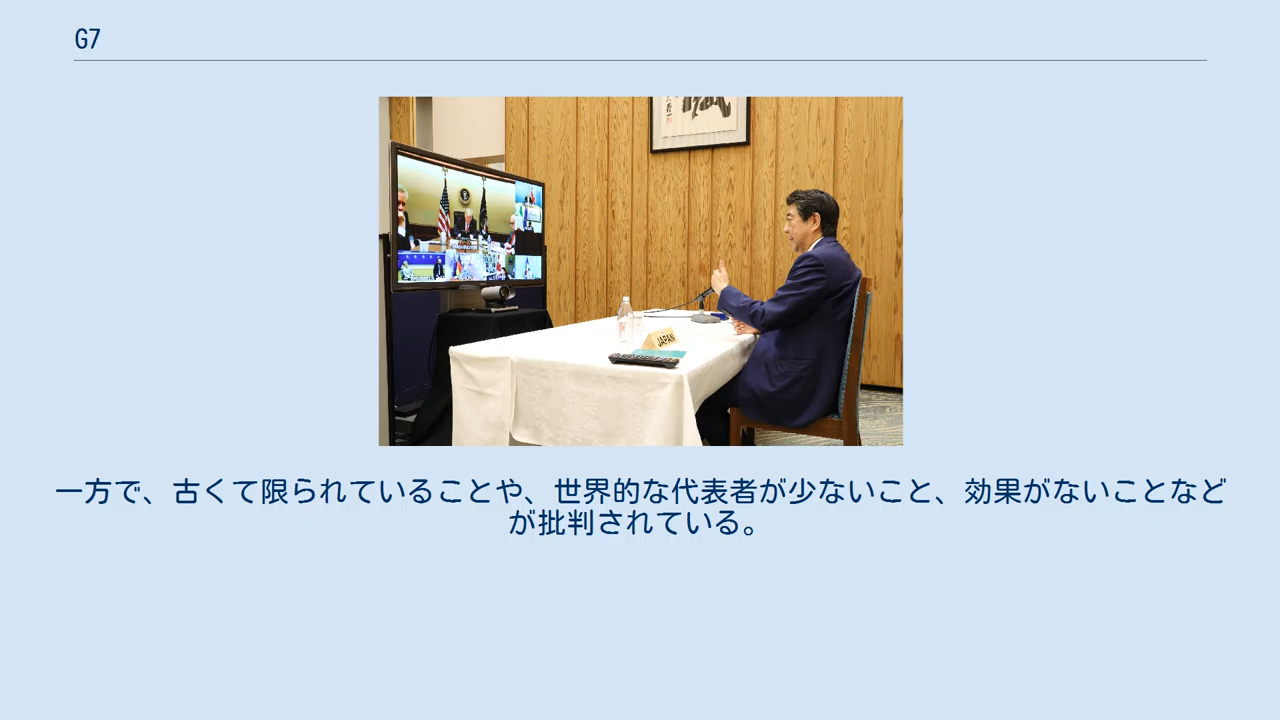 G7
JAPAN
一方で、古くて限られていることや、世界的な代表者が少ないこと、効果がないことなど
が批判されている。